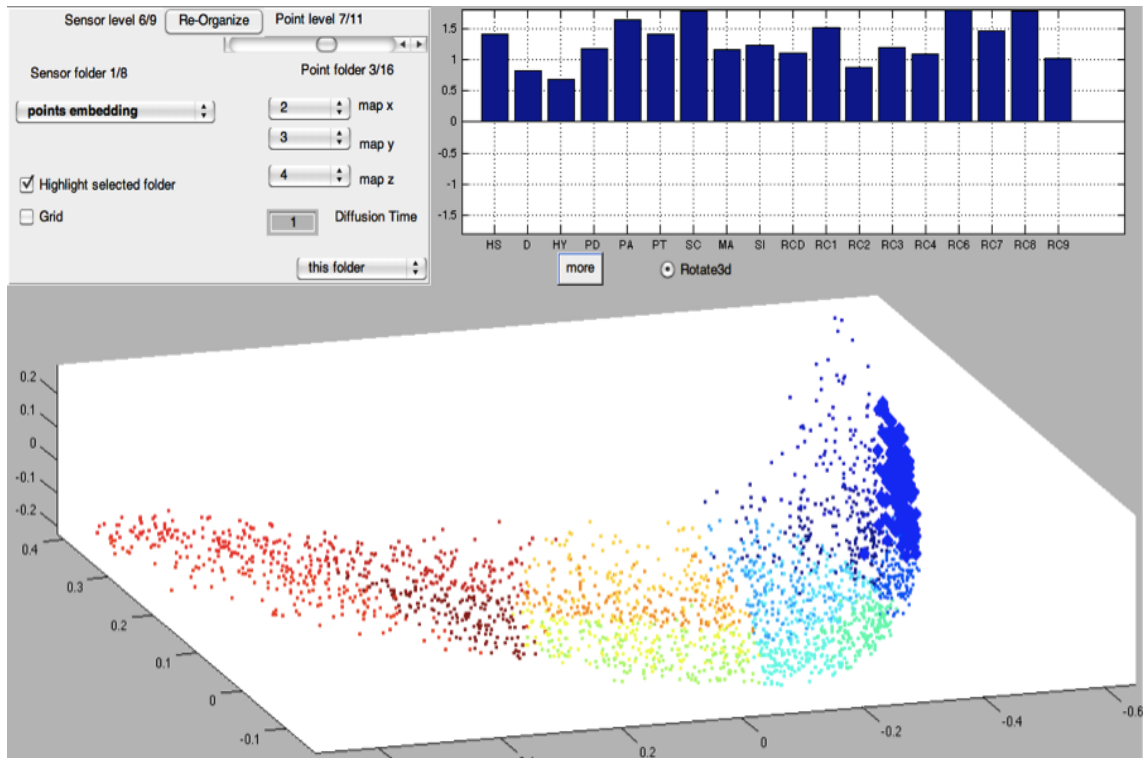 Sensor level 6/9 Re-Organize Point level 7/11
Sensor folder 1/8 Point folder 3/16
points embedding 2 map x
3 map y
4 map z
Highlight selected folder
Grid 1 Diffusion Time
this folder
1.5
1
0.5
0
-0.5
-1
-1.5
HS D HY PD PA PT SC MA SI RCD RC1 RC2 RC3 RC4 RC6 RC7 RC8 RC9
more Rotate3d
0.2
0.1
0
-0.1
-0.2
0.4
0.3
0.2
0.1
0
-0.1
0.2
0
-0.2
-0.4
-0.6